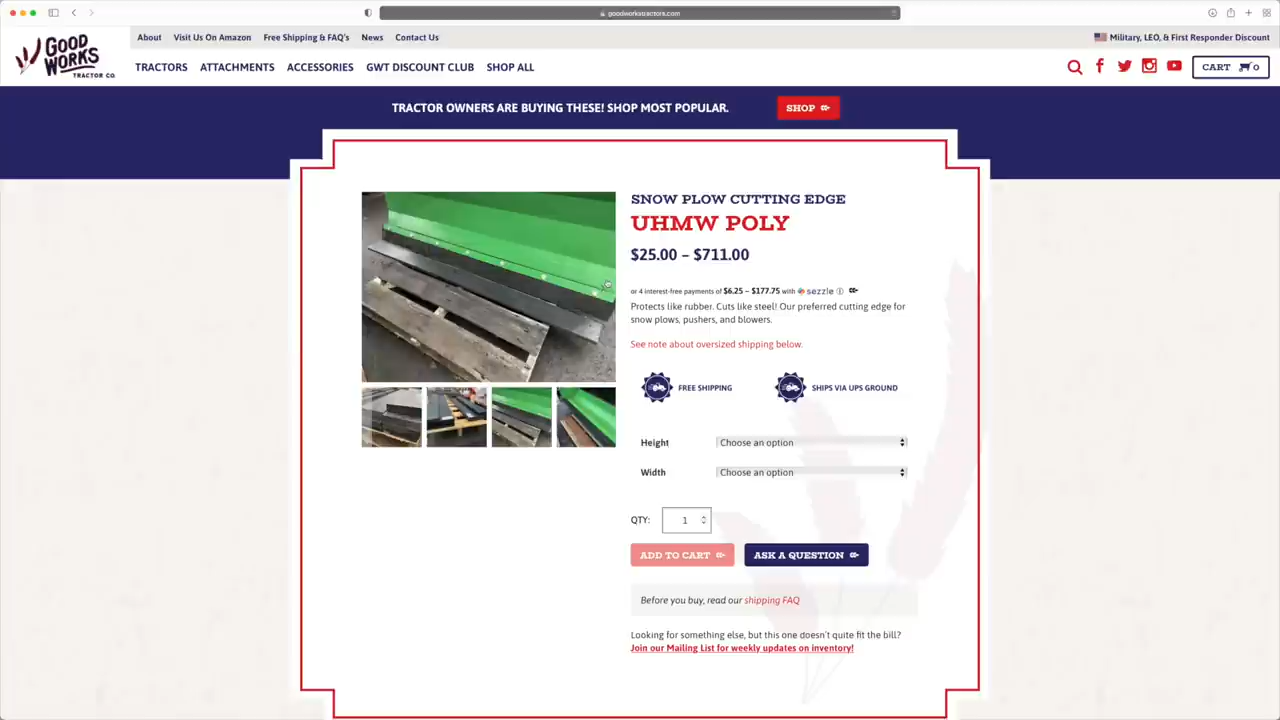 goodworkstractors.com
About
Visit Us On Amazon
Free Shipping & FAQ's
News
Contact Us
Military, LEO, & First Responder Discount
GOOD
WORKS
TRACTOR CO.
TRACTORS
ATTACHMENTS
ACCESSORIES
GWT DISCOUNT CLUB
SHOP ALL
CART 0
TRACTOR OWNERS ARE BUYING THESE! SHOP MOST POPULAR.
SHOP
SNOW PLOW CUTTING EDGE
UHMW POLY
$25.00 – $711.00
or 4 interest-free payments of $6.25 – $177.75 with sezzle
Protects like rubber. Cuts like steel! Our preferred cutting edge for
snow plows, pushers, and blowers.
See note about oversized shipping below.
FREE SHIPPING
SHIPS VIA UPS GROUND
Height
Choose an option
Width
Choose an option
QTY:
1
ADD TO CART
ASK A QUESTION
Before you buy, read our shipping FAQ
Looking for something else, but this one doesn't quite fit the bill?
Join our Mailing List for weekly updates on inventory!